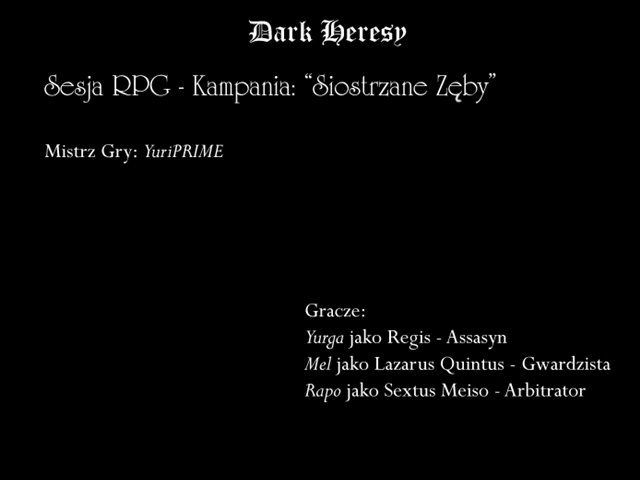 Dark Heresy
Sesja RPG - Kampania: “Siostrzane Zęby”
Mistrz Gry: YuriPRIME
Gracze:
Yurga jako Regis - Assasyn
Mel jako Lazarus Quintus - Gwardzista
Rapo jako Sextus Meiso - Arbitrator